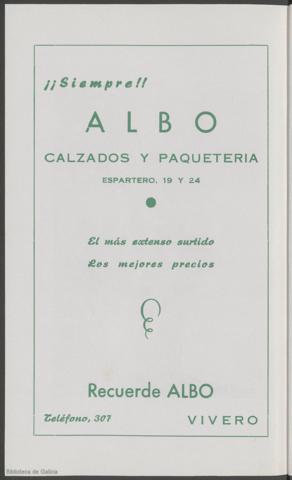 ¡¡Siempre!!
ALBO
CALZADOS Y PAQUETERIA
ESPARTERO, 19 Y 24
El más extenso surtido
Los mejores precios
Recuerde ALBO
Teléfono, 307 VIVERO
Biblioteca de Galicia